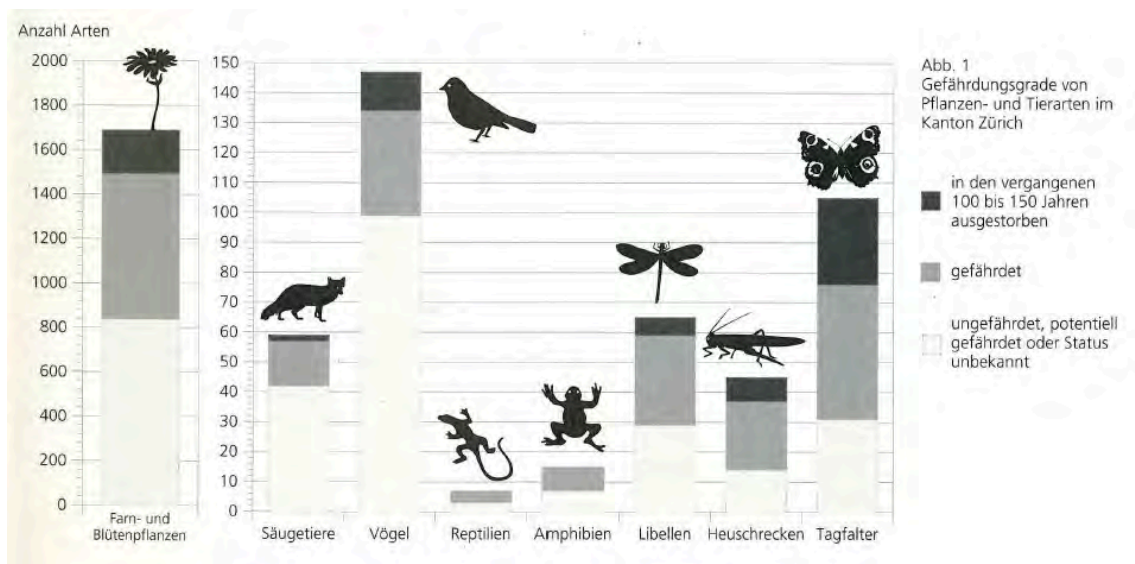 Anzahl Arten
2000
1800
1600
1400
1200
1000
800
600
400
200
0
Farn- und
Blütenpflanzen
150
140
130
120
110
100
90
80
70
60
50
40
30
20
10
0
Säugetiere
Vögel
Reptilien
Amphibien
Libellen
Heuschrecken
Tagfalter
Abb. 1
Gefährdungsgrade von
Pflanzen- und Tierarten im
Kanton Zürich
in den vergangenen
100 bis 150 Jahren
ausgestorben
gefährdet
ungefährdet, potentiell
gefährdet oder Status
unbekannt